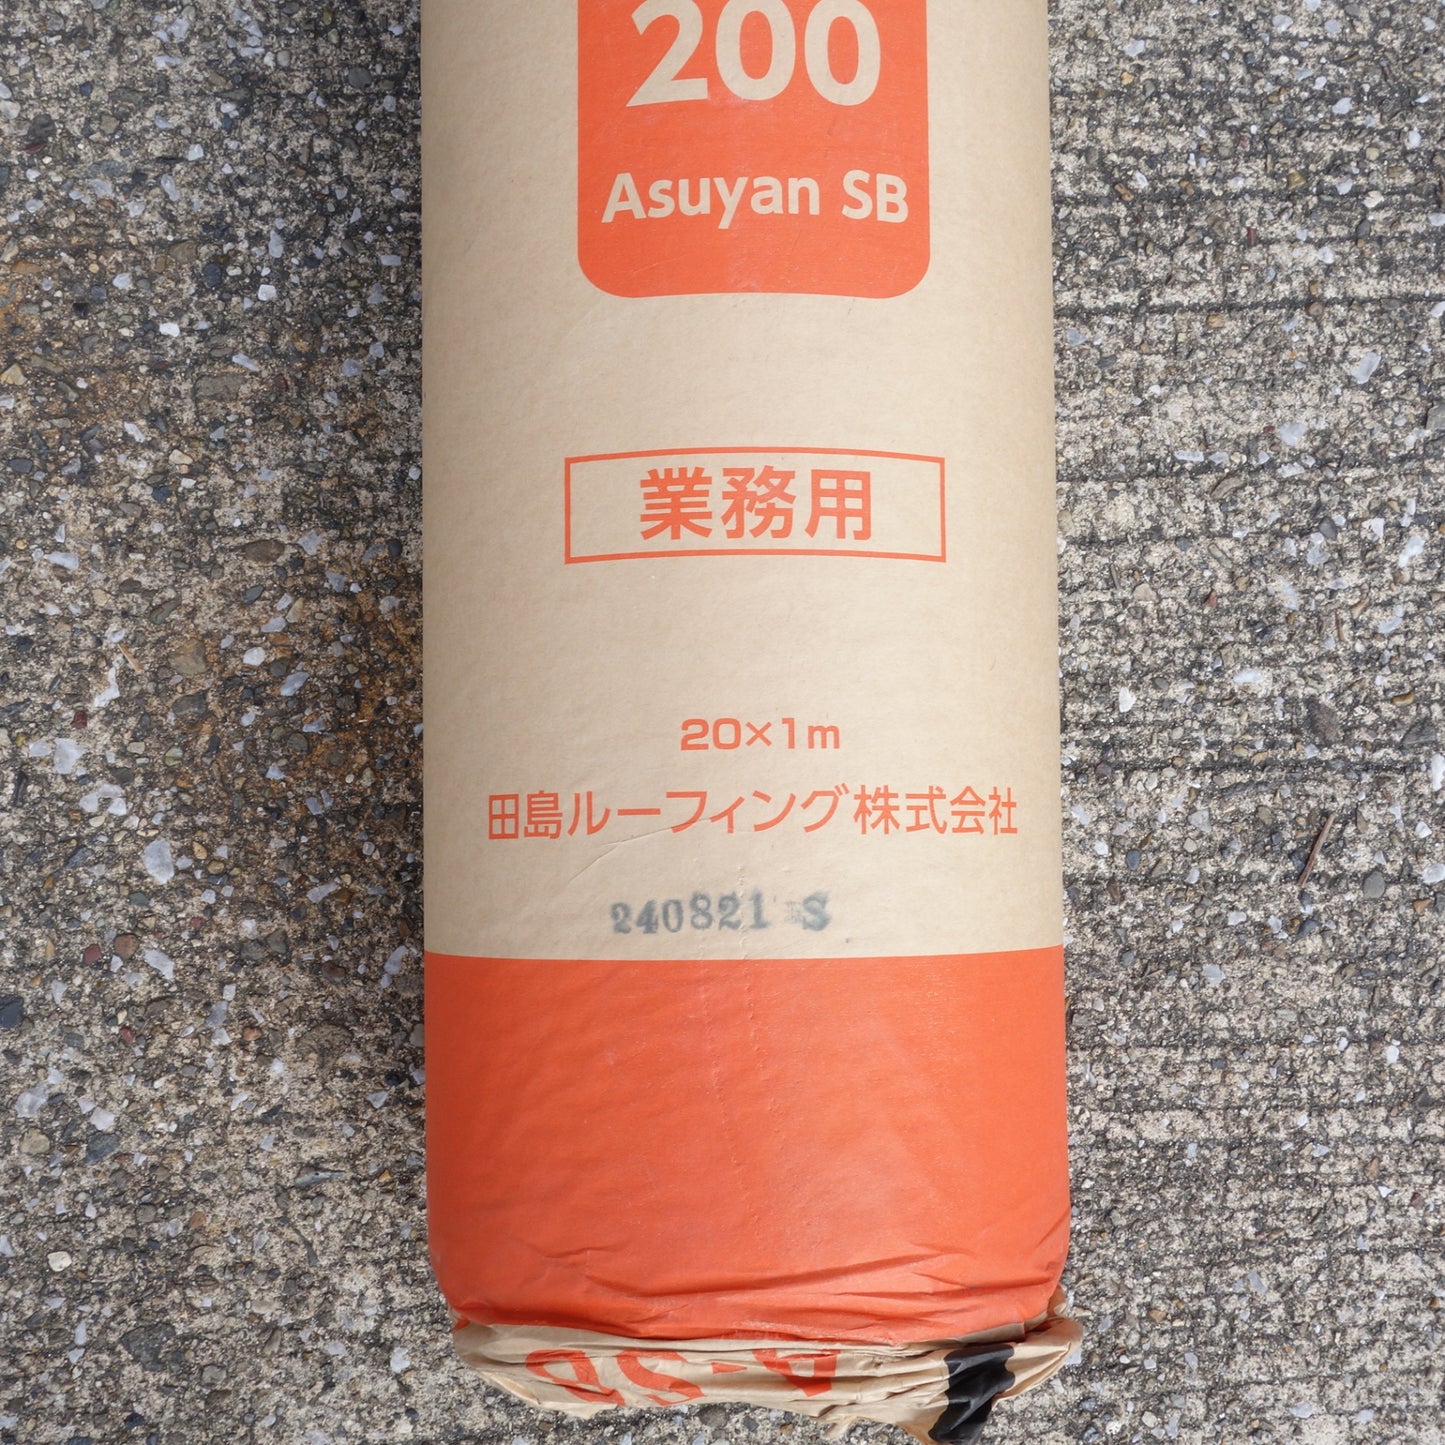 200
Asuyan SB
業務用
20×1m
田島ルーフィング株式会社
240821 S